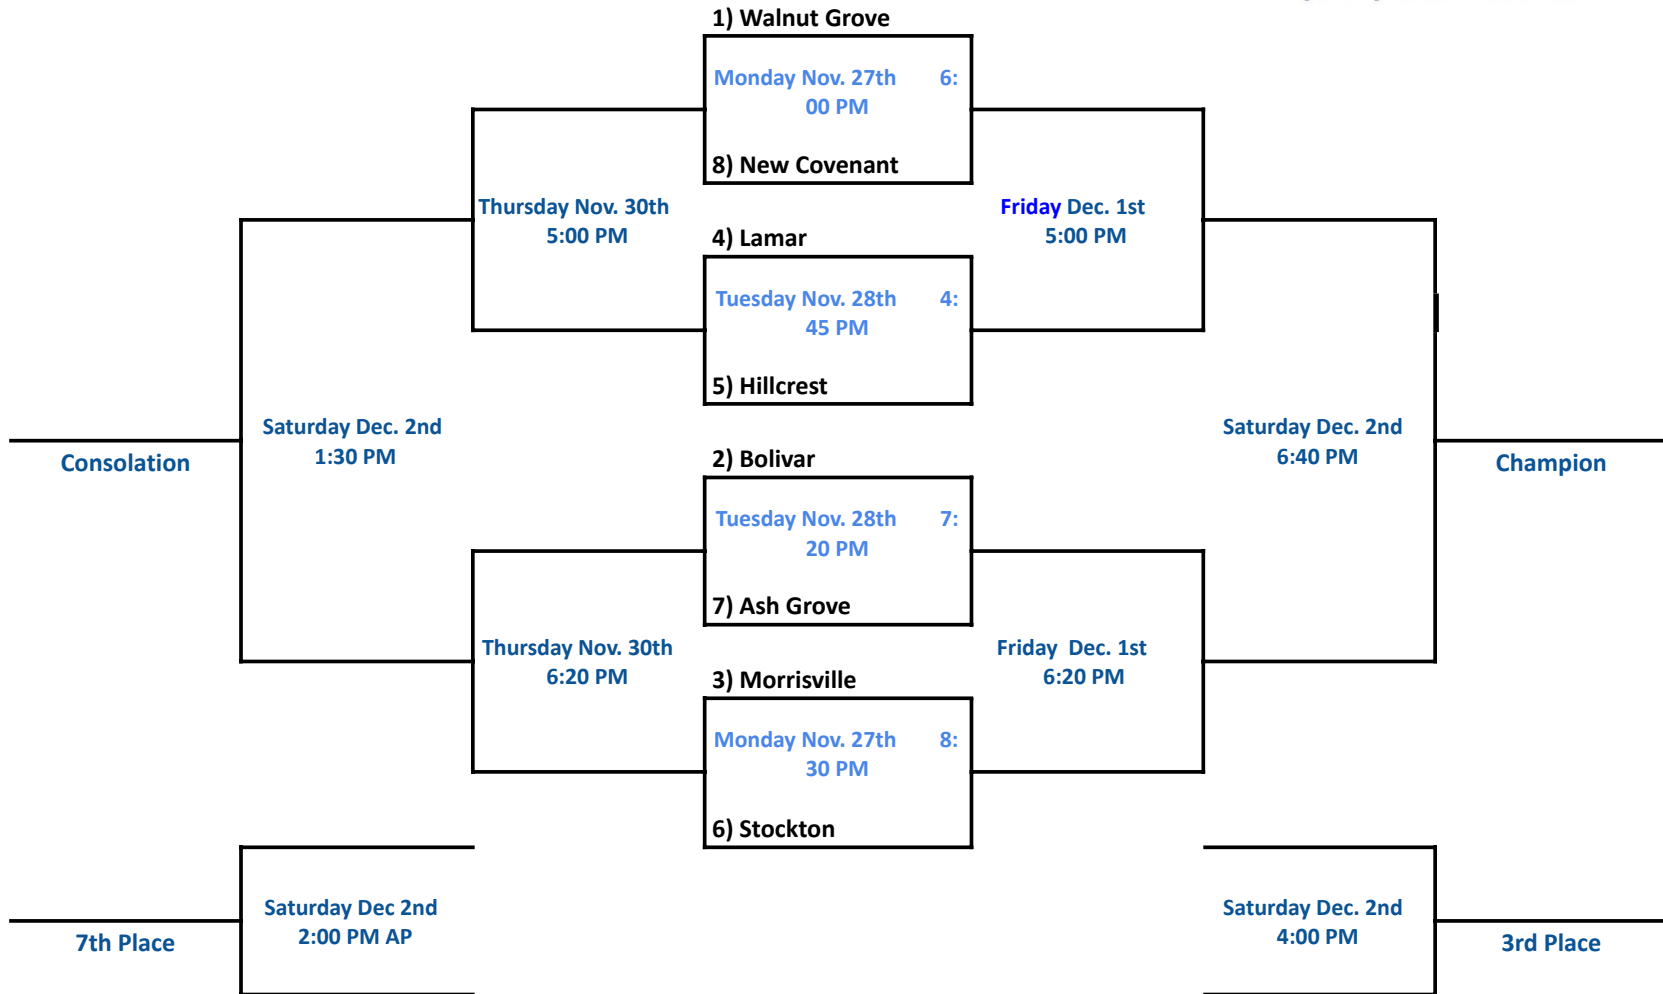 1) Walnut Grove
Monday Nov. 27th 6:
00 PM
8) New Covenant
Thursday Nov. 30th
5:00 PM
Friday Dec. 1st
5:00 PM
4) Lamar
Tuesday Nov. 28th 4:
45 PM
5) Hillcrest
Saturday Dec. 2nd
1:30 PM
Consolation
Saturday Dec. 2nd
6:40 PM
Champion
2) Bolivar
Tuesday Nov. 28th 7:
20 PM
7) Ash Grove
Thursday Nov. 30th
6:20 PM
Friday Dec. 1st
6:20 PM
3) Morrisville
Monday Nov. 27th 8:
30 PM
6) Stockton
Saturday Dec 2nd
2:00 PM AP
7th Place
Saturday Dec. 2nd
4:00 PM
3rd Place